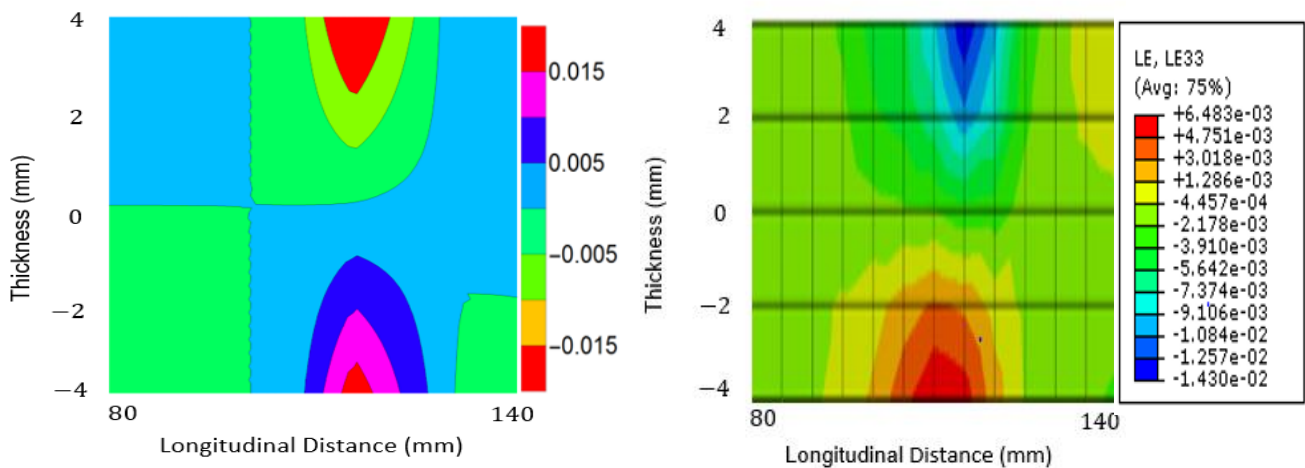 4
2
0
−2
−4
Thickness (mm)
80
140
Longitudinal Distance (mm)
0.015
0.005
−0.005
−0.015
4
2
0
−2
−4
Thickness (mm)
80
140
Longitudinal Distance (mm)
LE, LE33
(Avg: 75%)
+6.483e-03
+4.751e-03
+3.018e-03
+1.286e-03
-4.457e-04
-2.178e-03
-3.910e-03
-5.642e-03
-7.374e-03
-9.106e-03
-1.084e-02
-1.257e-02
-1.430e-02